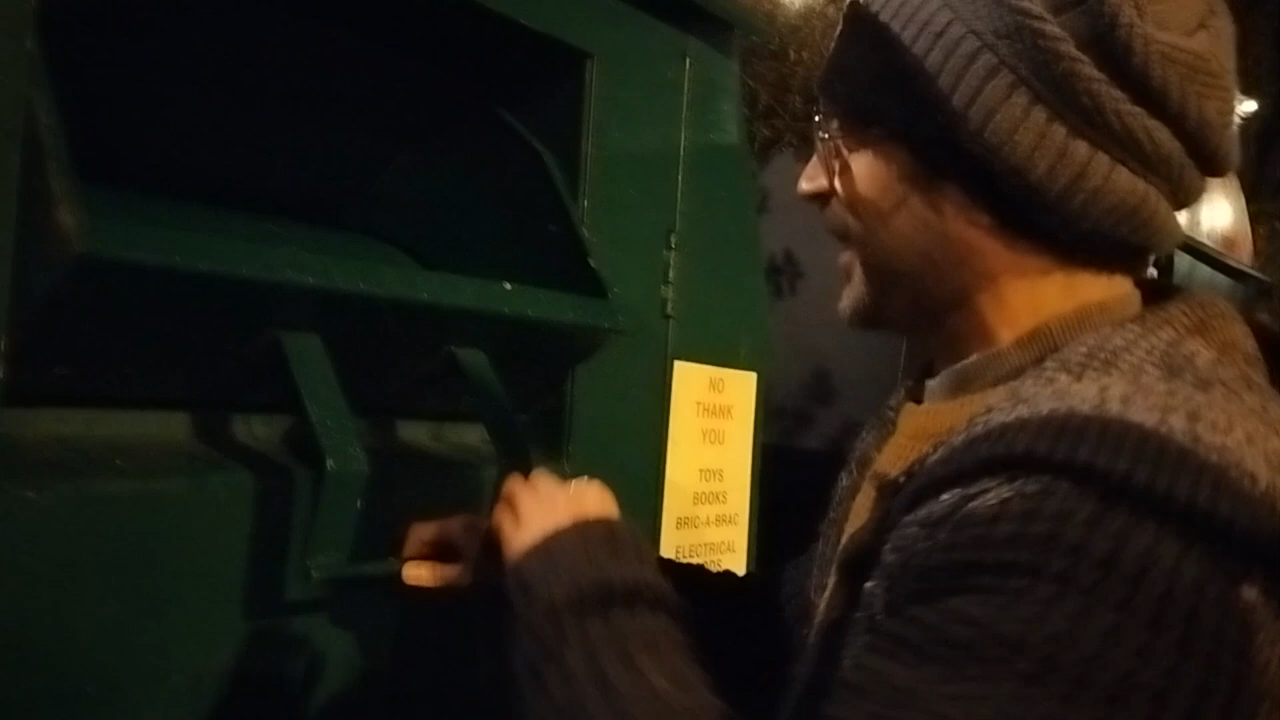 NO
THANK
YOU
TOYS
BOOKS
BRIC-A-BRAC
ELECTRICAL